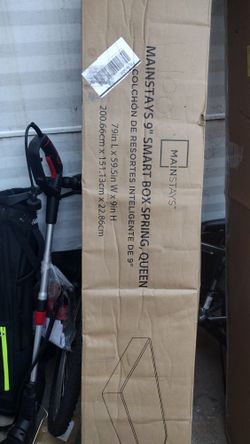 MAINSTAYS 9" SMART BOX SPRING, QUEEN
COLCHÓN DE RESORTES INTELIGENTE DE 9"
79in L x 59.5in W x 9in H
200.66cm x 151.13cm x 22.86cm
MAINSTAYS™